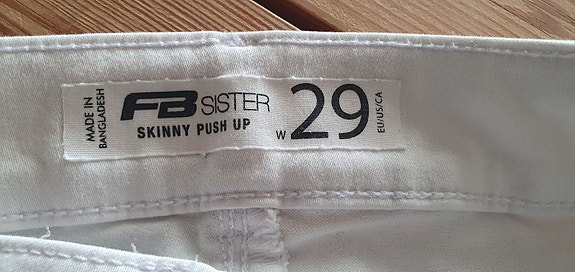 MADE IN
BANGLADESH
FB SISTER
SKINNY PUSH UP
W 29
EU/US/CA